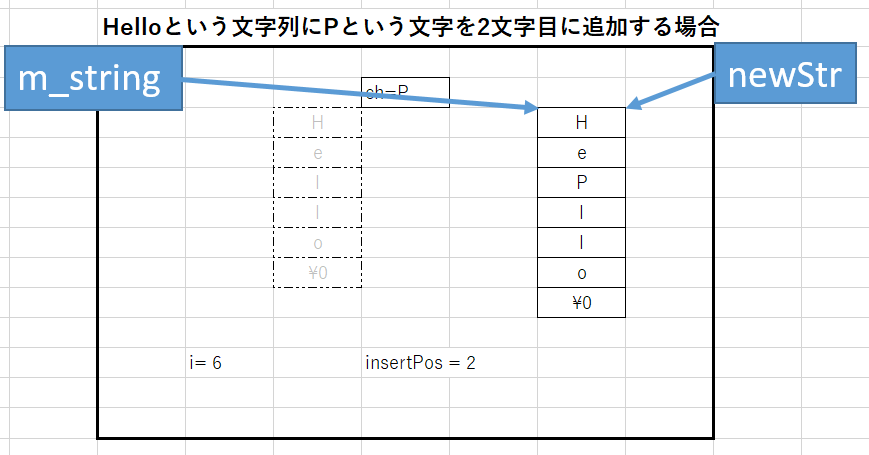 Helloという文字列にPという文字を2文字目に追加する場合
m_string
newStr
ch=P
H
e
l
l
o
¥0
H
e
P
l
l
o
¥0
i= 6
insertPos = 2